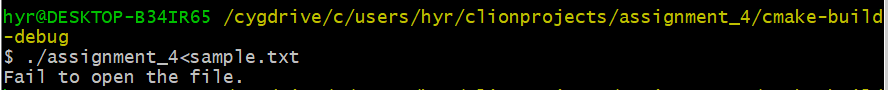 hyr@DESKTOP-B34IR65 /cygdrive/c/users/hyr/clionprojects/assignment_4/cmake-build
-debug
$ ./assignment_4<sample.txt
Fail to open the file.